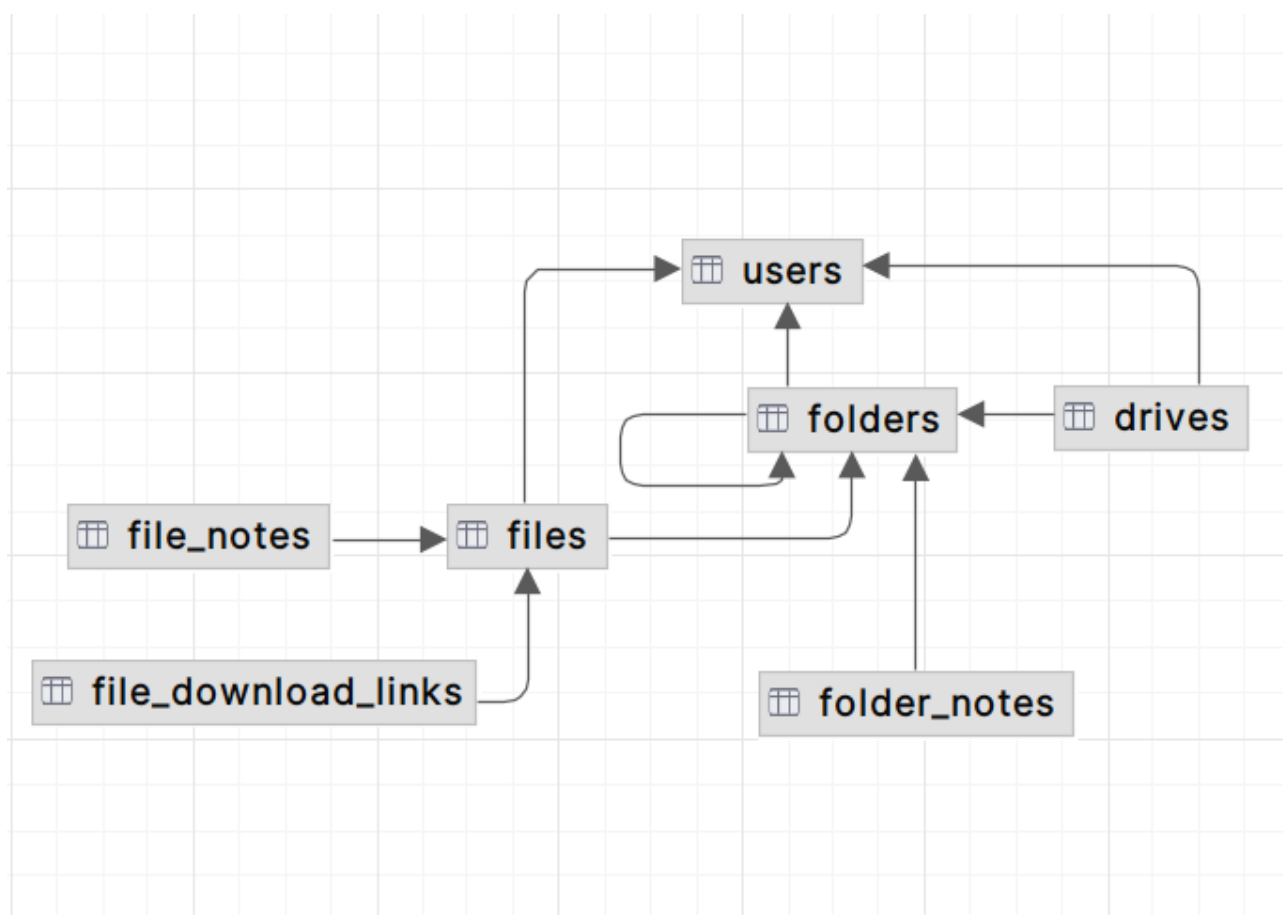 users
folders
drives
file_notes
files
file_download_links
folder_notes